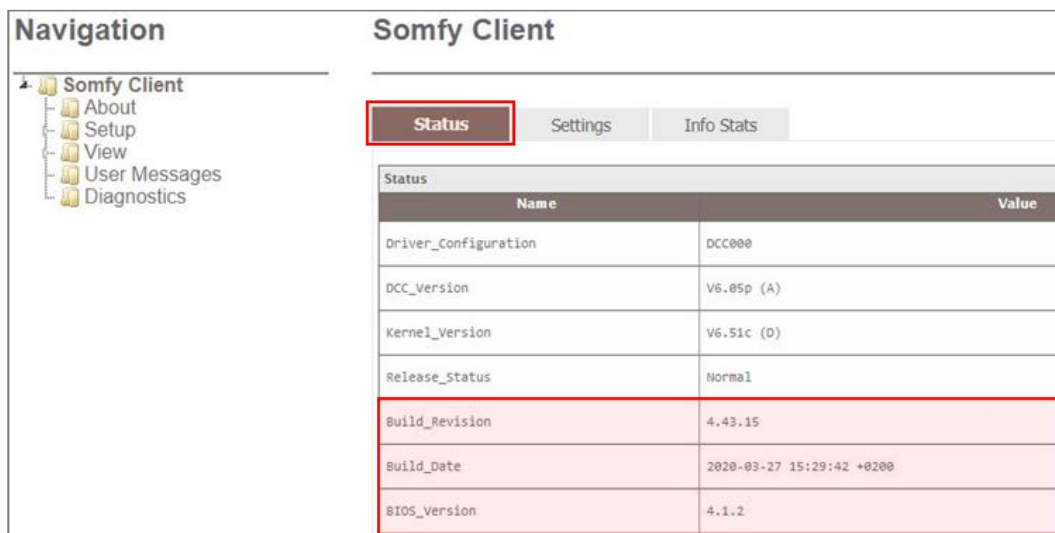 Navigation
Somfy Client
About
Setup
View
User Messages
Diagnostics
Somfy Client
Status Settings Info Stats
Status
Name Value
Driver_Configuration DCC000
DCC_Version V6.05p (A)
Kernel_Version V6.51c (D)
Release_Status Normal
Build_Revision 4.43.15
Build_Date 2020-03-27 15:29:42 +0200
BIOS_Version 4.1.2